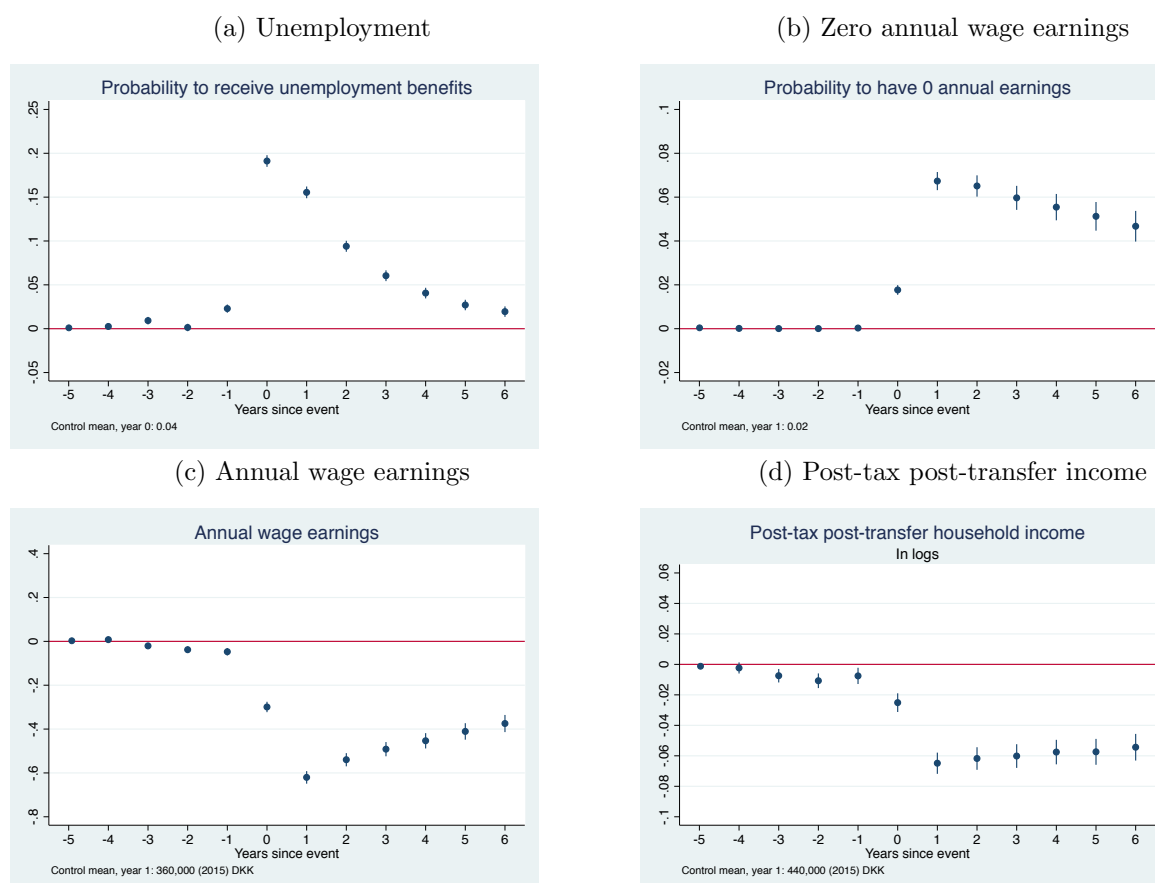 (a) Unemployment
Probability to receive unemployment benefits
.25
.2
.15
.1
.05
0
-.05
-5 -4 -3 -2 -1 0 1 2 3 4 5 6
Years since event
Control mean, year 0: 0.04
(b) Zero annual wage earnings
Probability to have 0 annual earnings
.1
.08
.06
.04
.02
0
-.02
-5 -4 -3 -2 -1 0 1 2 3 4 5 6
Years since event
Control mean, year 1: 0.02
(c) Annual wage earnings
Annual wage earnings
.4
.2
0
-.2
-.4
-.6
-.8
-5 -4 -3 -2 -1 0 1 2 3 4 5 6
Years since event
Control mean, year 1: 360,000 (2015) DKK
(d) Post-tax post-transfer income
Post-tax post-transfer household income
In logs
.06
.04
.02
0
-.02
-.04
-.06
-.08
-.1
-5 -4 -3 -2 -1 0 1 2 3 4 5 6
Years since event
Control mean, year 1: 440,000 (2015) DKK